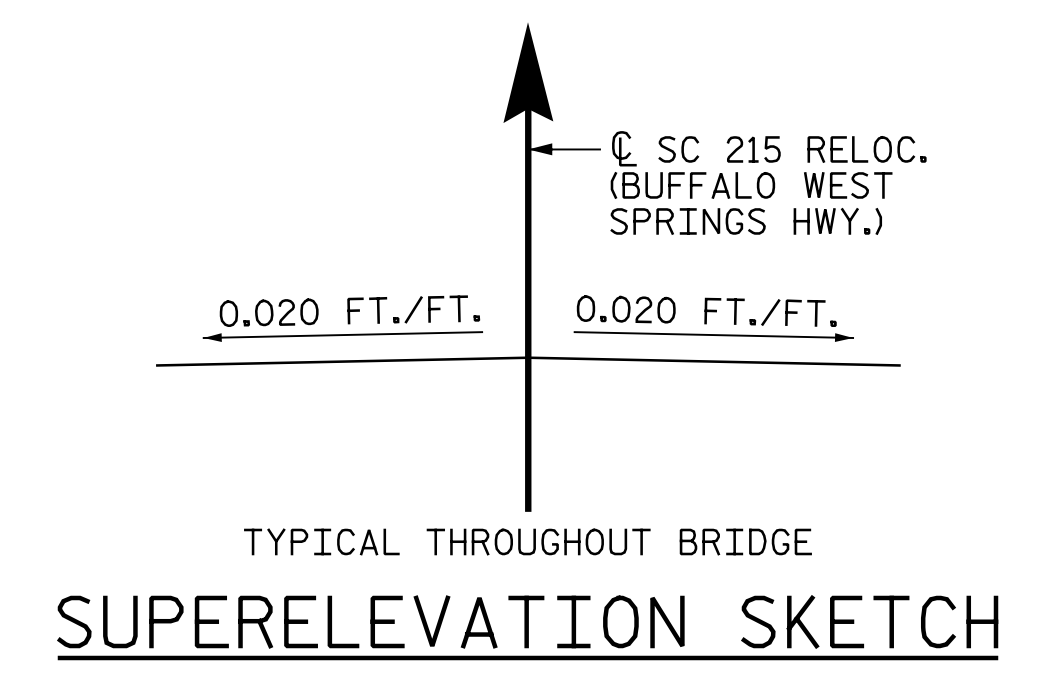 ℄ SC 215 RELOC.
(BUFFALO WEST
SPRINGS HWY.)
0.020 FT./FT.
0.020 FT./FT.
TYPICAL THROUGHOUT BRIDGE
SUPERELEVATION SKETCH